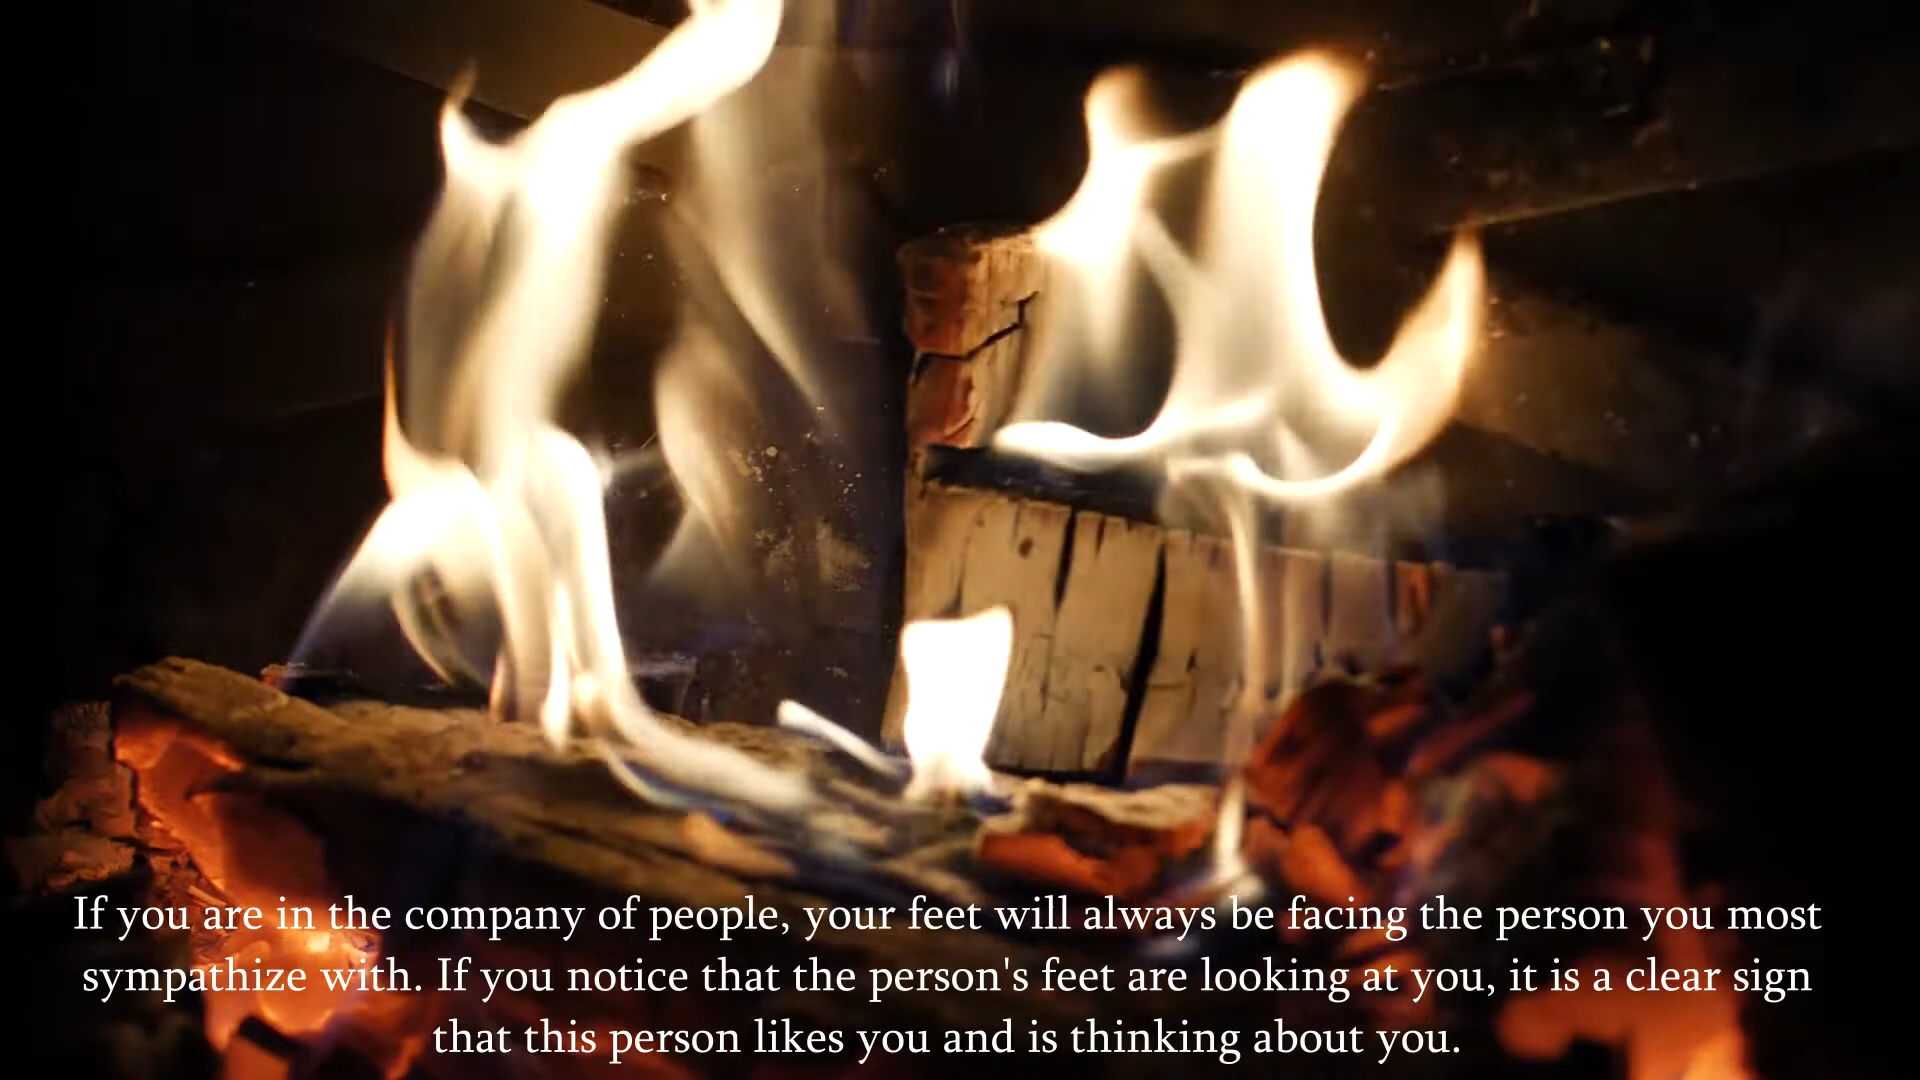 If you are in the company of people, your feet will always be facing the person you most
sympathize with. If you notice that the person's feet are looking at you, it is a clear sign
that this person likes you and is thinking about you.